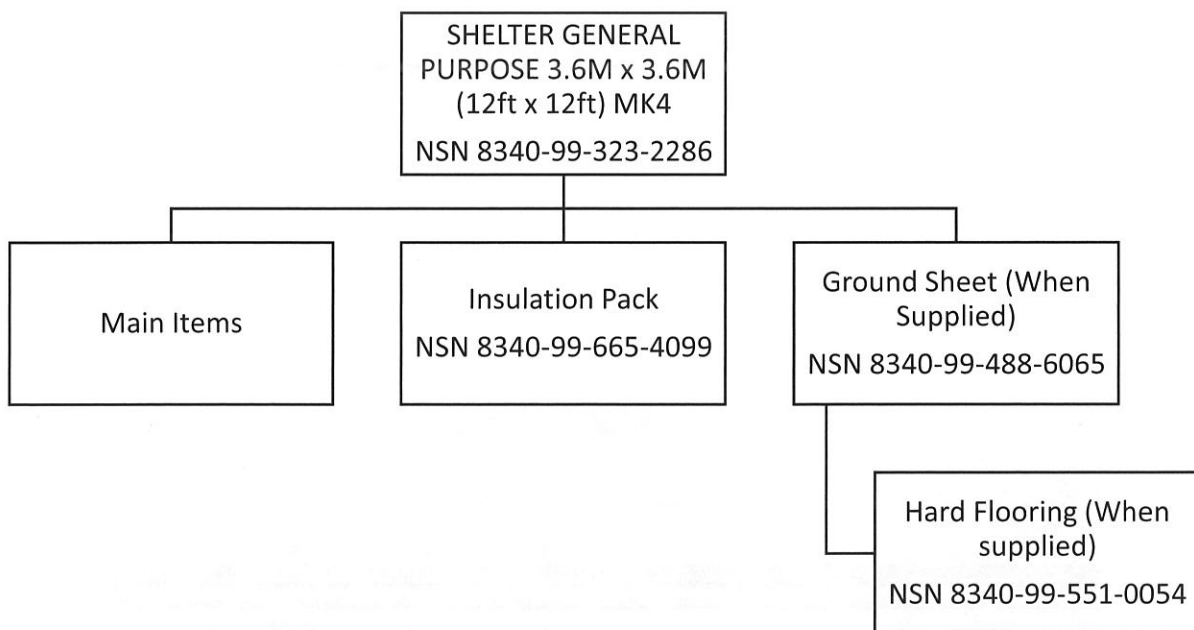 SHELTER GENERAL
PURPOSE 3.6M x 3.6M
(12ft x 12ft) MK4
NSN 8340-99-323-2286
Main Items
Insulation Pack
NSN 8340-99-665-4099
Ground Sheet (When
Supplied)
NSN 8340-99-488-6065
Hard Flooring (When
supplied)
NSN 8340-99-551-0054